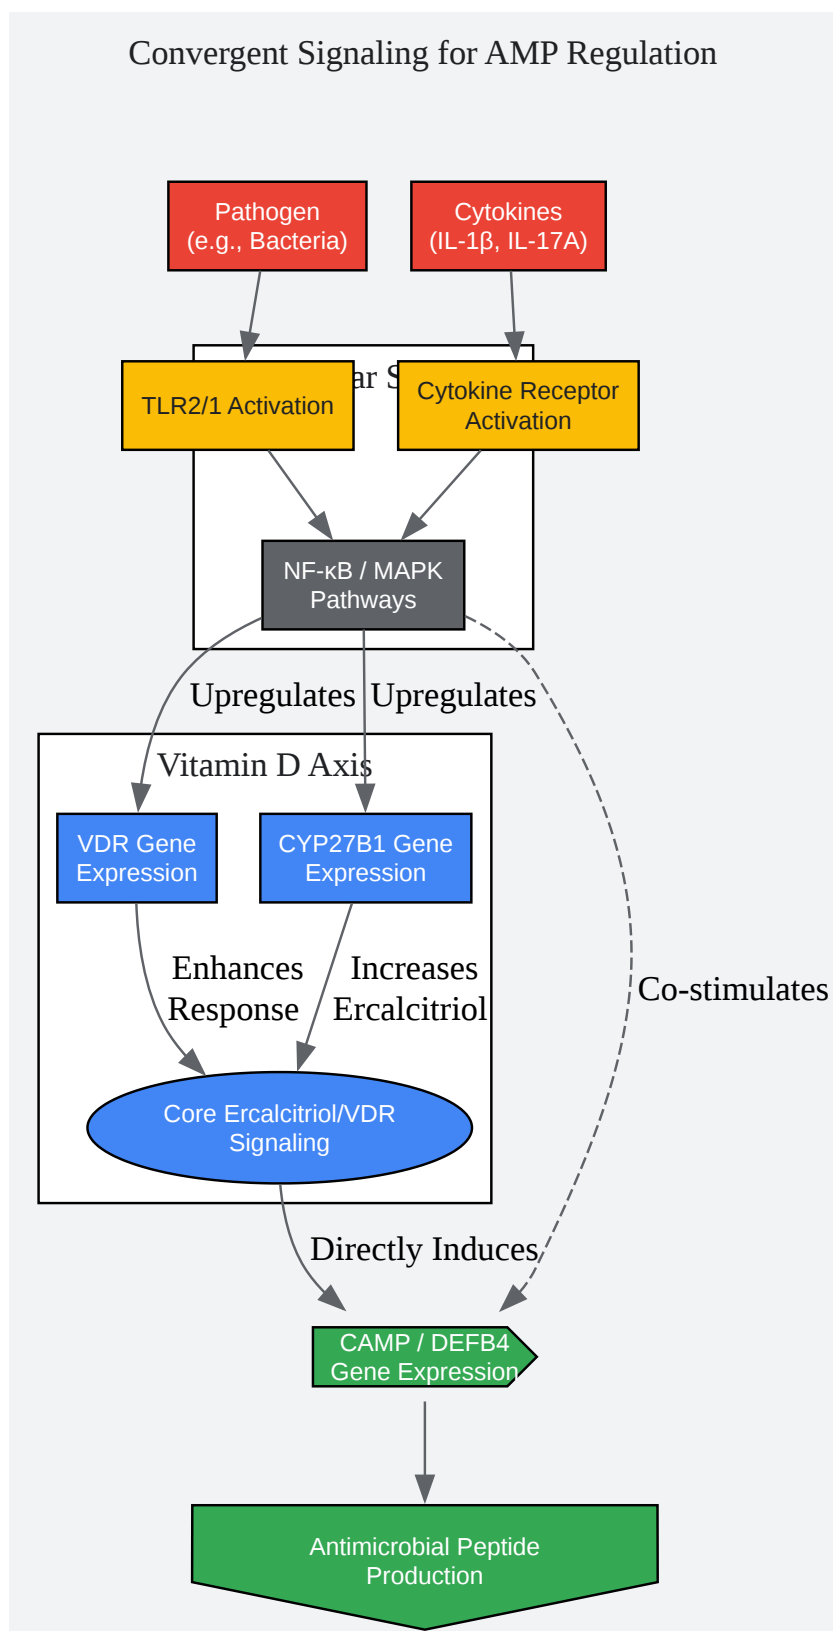 Convergent Signaling for AMP Regulation
Pathogen
(e.g., Bacteria)
Cytokines
(IL-1β, IL-17A)
TLR2/1 Activation
Cytokine Receptor
Activation
NF-κB / MAPK
Pathways
Upregulates
Upregulates
Vitamin D Axis
VDR Gene
Expression
CYP27B1 Gene
Expression
Enhances
Response
Increases
Ercalcitriol
Co-stimulates
Core Ercalcitriol/VDR
Signaling
Directly Induces
CAMP / DEFB4
Gene Expression
Antimicrobial Peptide
Production